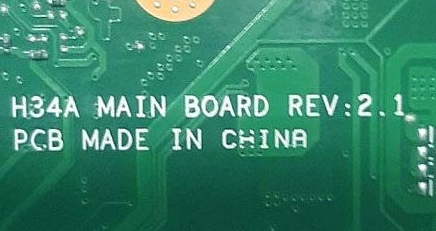 H34A MAIN BOARD REV:2.1
PCB MADE IN CHINA